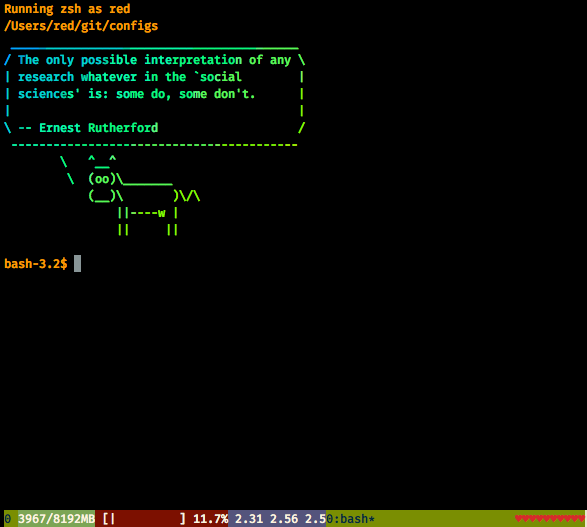 Running zsh as red
/Users/red/git/configs
 ________________________________________
/ The only possible interpretation of any \
| research whatever in the `social        |
| sciences' is: some do, some don't.      |
|                                         |
\ -- Ernest Rutherford                    /
 -----------------------------------------
        \   ^__^
         \  (oo)\_______
            (__)\       )\/\
                ||----w |
                ||     ||
bash-3.2$
0 3967/8192MB [|         ] 11.7% 2.31 2.56 2.50:bash* ♥♥♥♥♥♥♥♥♥♥